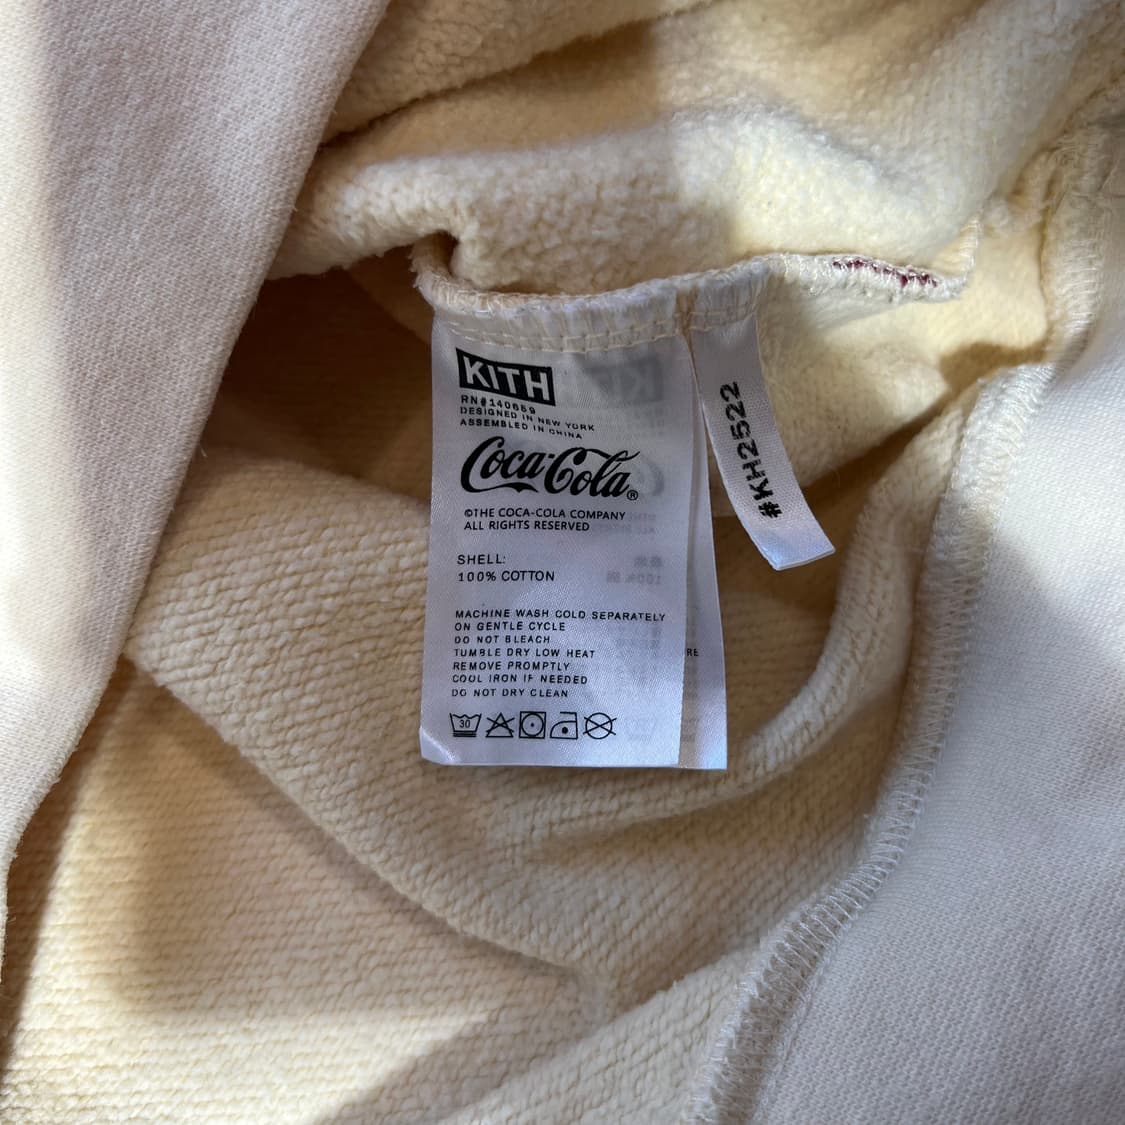 KITH
RN#140659
DESIGNED IN NEW YORK
ASSEMBLED IN CHINA
Coca-Cola®
©THE COCA-COLA COMPANY
ALL RIGHTS RESERVED
SHELL:
100% COTTON
MACHINE WASH COLD SEPARATELY
ON GENTLE CYCLE
DO NOT BLEACH
TUMBLE DRY LOW HEAT
REMOVE PROMPTLY
COOL IRON IF NEEDED
DO NOT DRY CLEAN
30
#KH2522